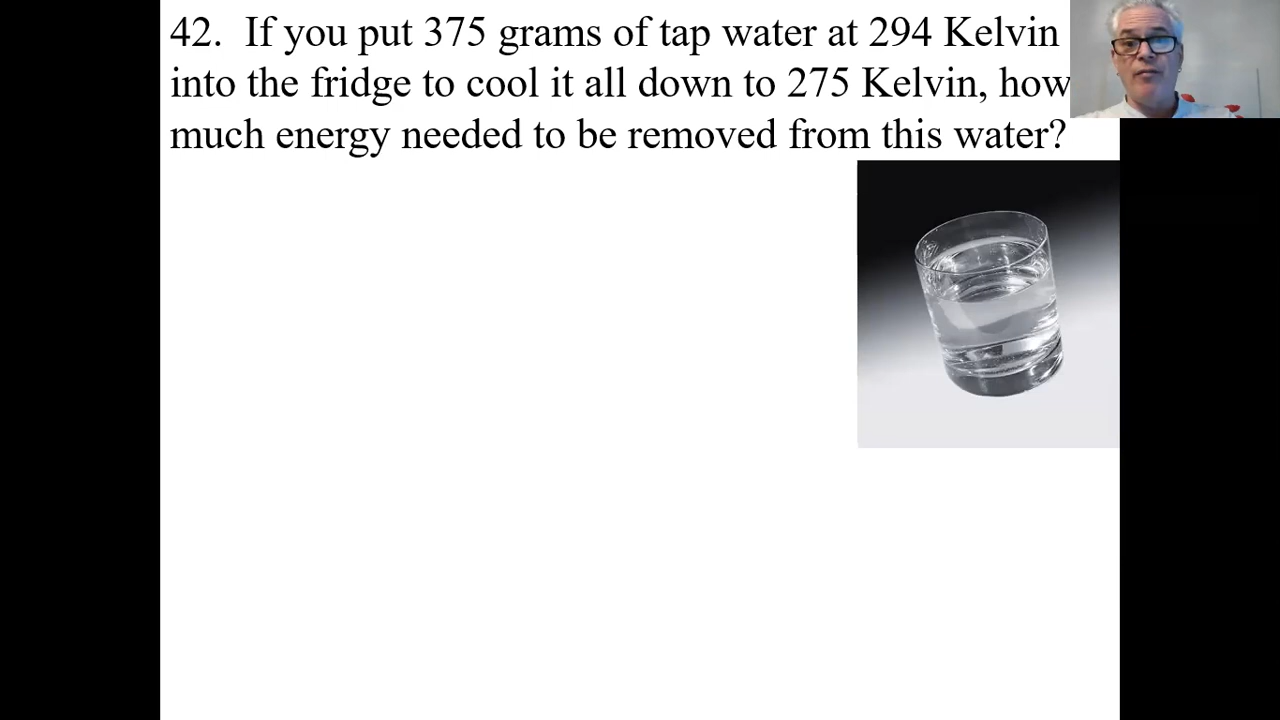 42.  If you put 375 grams of tap water at 294 Kelvin
into the fridge to cool it all down to 275 Kelvin, how
much energy needed to be removed from this water?